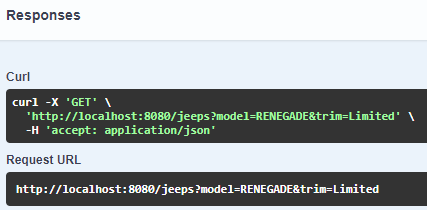 Responses
Curl
curl -X 'GET' \
  'http://localhost:8080/jeeps?model=RENEGADE&trim=Limited' \
  -H 'accept: application/json'
Request URL
http://localhost:8080/jeeps?model=RENEGADE&trim=Limited